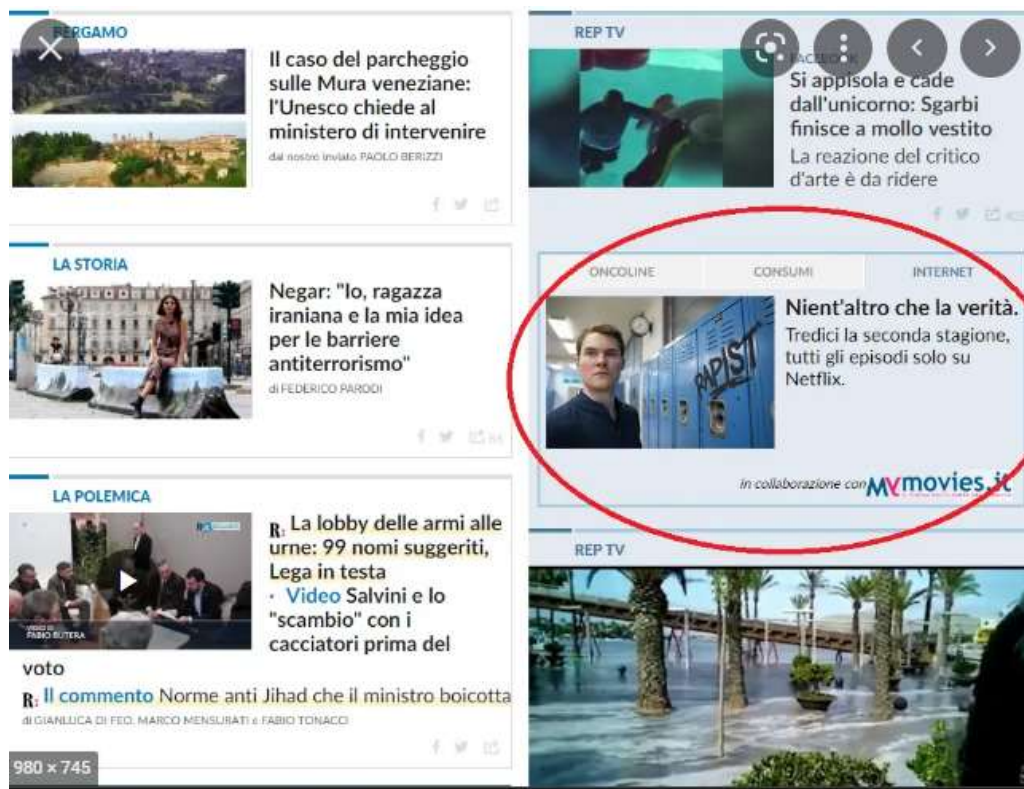 BERGAMO
Il caso del parcheggio
sulle Mura veneziane:
l'Unesco chiede al
ministero di intervenire
dal nostro inviato PAOLO BERIZZI
LA STORIA
Negar: "Io, ragazza
iraniana e la mia idea
per le barriere
antiterrorismo"
di FEDERICO PARODI
LA POLEMICA
R: La lobby delle armi alle
urne: 99 nomi suggeriti,
Lega in testa
· Video Salvini e lo
"scambio" con i
cacciatori prima del
voto
VIDEO DI
FABIO BUTERA
R: Il commento Norme anti Jihad che il ministro boicotta
di GIANLUCA DI FEO, MARCO MENSURATI e FABIO TONACCI
980 × 745
REP TV
FACEBOOK
Si appisola e cade
dall'unicorno: Sgarbi
finisce a mollo vestito
La reazione del critico
d'arte è da ridere
ONCOLINE
CONSUMI
INTERNET
RAPIST
Nient'altro che la verità.
Tredici la seconda stagione,
tutti gli episodi solo su
Netflix.
in collaborazione con MYmovies.it
REP TV